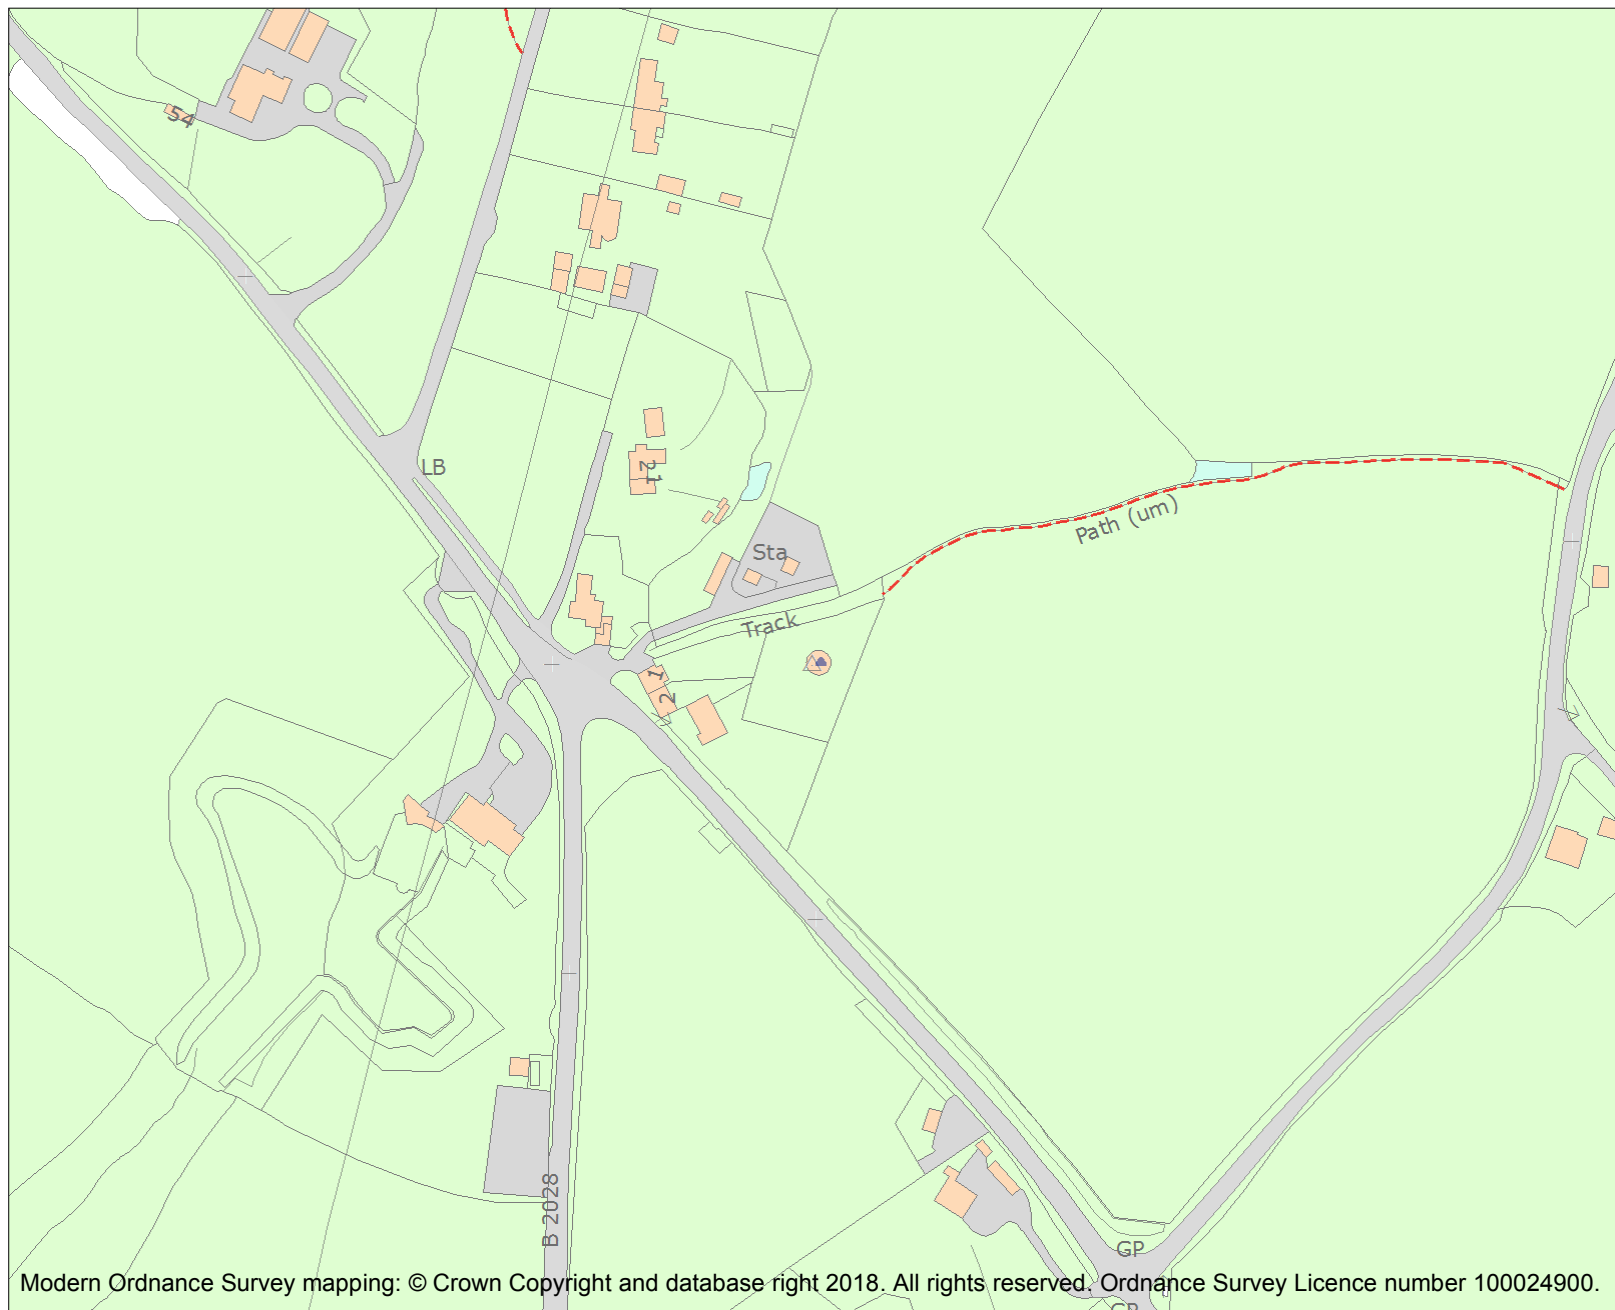 54
LB
21
Sta
Path (um)
Track
1
2
B 2028
GP
Modern Ordnance Survey mapping: © Crown Copyright and database right 2018. All rights reserved. Ordnance Survey Licence number 100024900.
GP